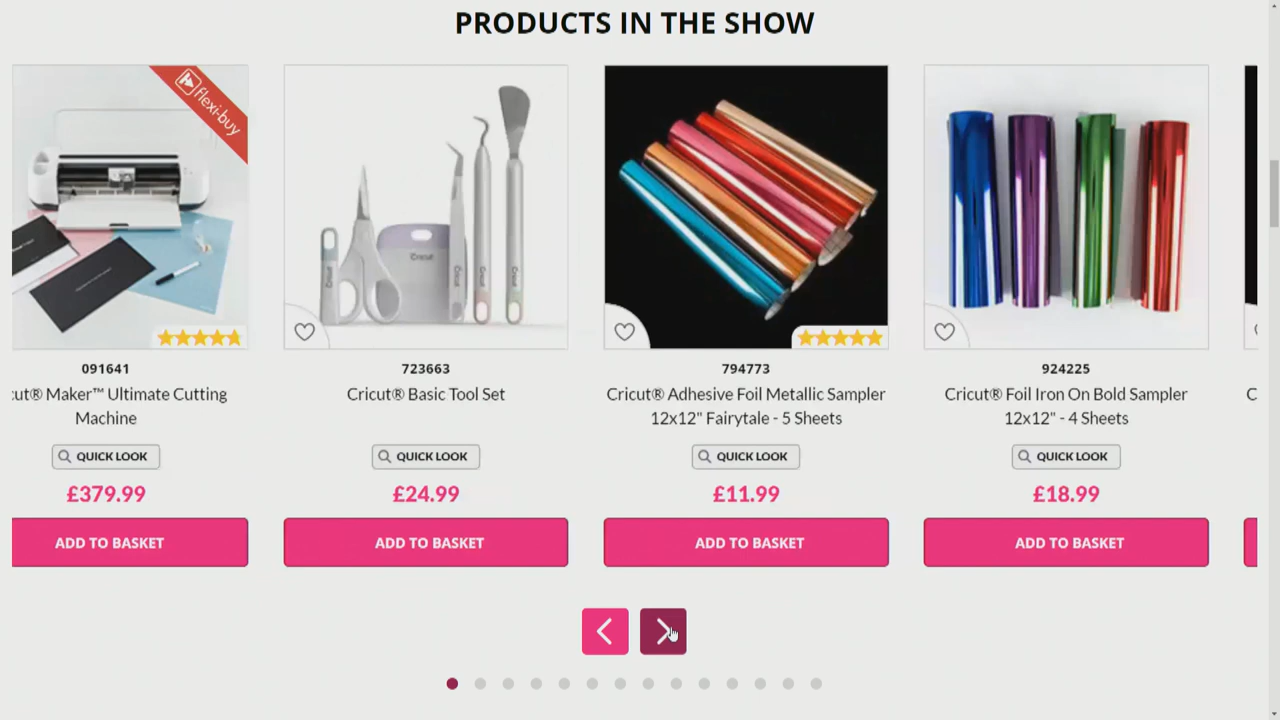 PRODUCTS IN THE SHOW
flexi-buy
Cricut
Cricut
091641
cut® Maker™ Ultimate Cutting
Machine
QUICK LOOK
£379.99
ADD TO BASKET
723663
Cricut® Basic Tool Set
QUICK LOOK
£24.99
ADD TO BASKET
794773
Cricut® Adhesive Foil Metallic Sampler
12x12" Fairytale - 5 Sheets
QUICK LOOK
£11.99
ADD TO BASKET
924225
Cricut® Foil Iron On Bold Sampler
12x12" - 4 Sheets
QUICK LOOK
£18.99
ADD TO BASKET
C